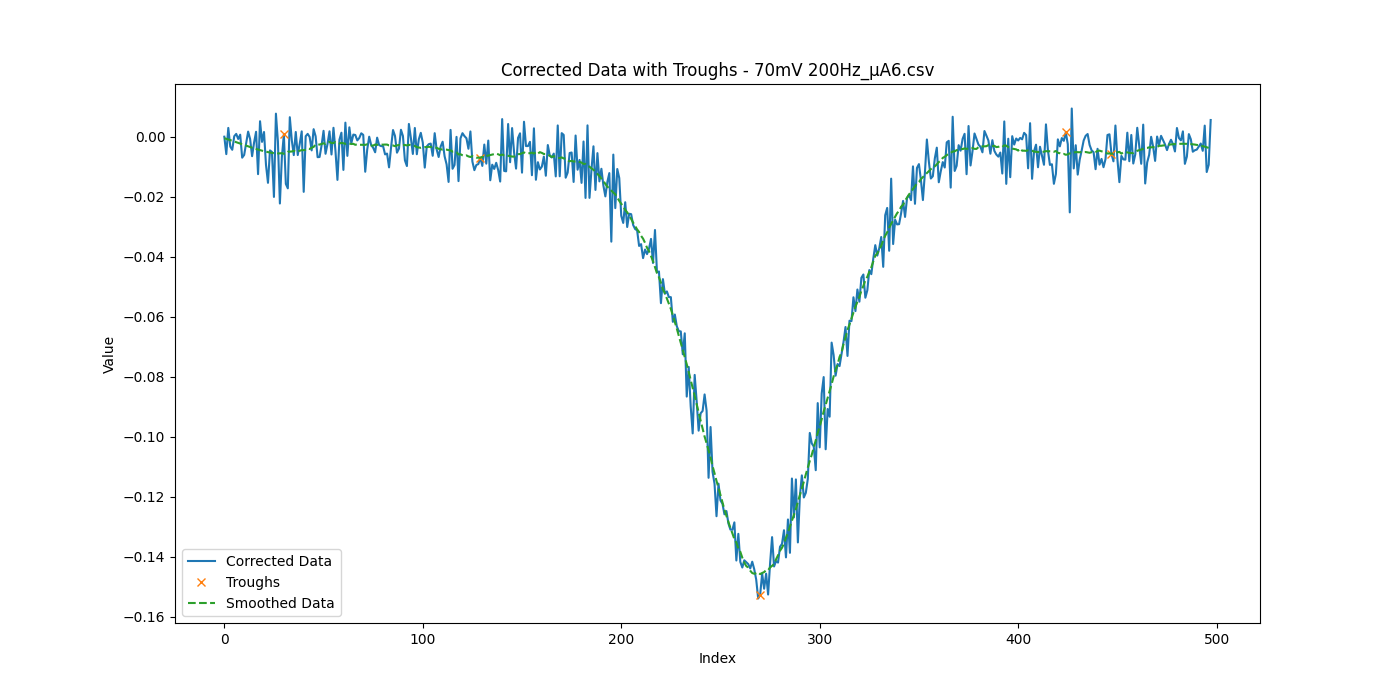 Corrected Data with Troughs - 70mV 200Hz_µA6.csv
Value
0.00
−0.02
−0.04
−0.06
−0.08
−0.10
−0.12
−0.14
−0.16
Corrected Data
Troughs
Smoothed Data
0
100
200
300
400
500
Index